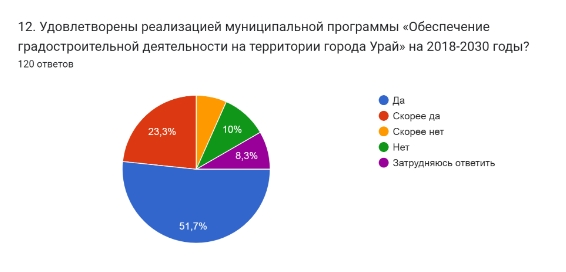 12. Удовлетворены реализацией муниципальной программы «Обеспечение
градостроительной деятельности на территории города Урай» на 2018-2030 годы?
120 ответов
Да
Скорее да
Скорее нет
Нет
Затрудняюсь ответить
23,3%
10%
8,3%
51,7%